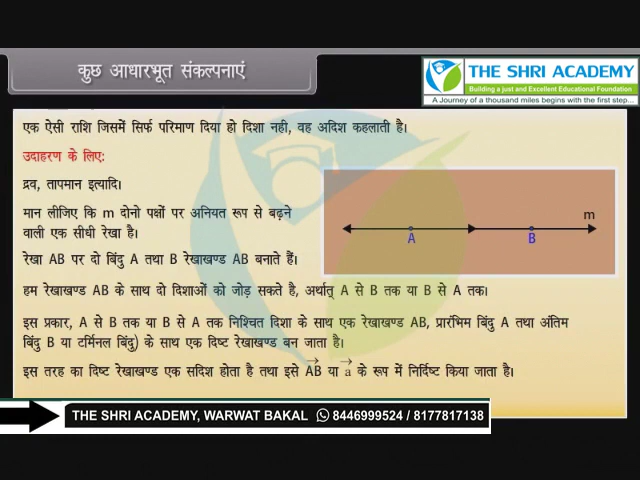 कुछ आधारभूत संकल्पनाएं
THE SHRI ACADEMY
Building a just and Excellent Educational Foundation
A Journey of a thousand miles begins with the first step...
एक ऐसी राशि जिसमें सिर्फ परिमाण दिया हो दिशा नही, वह अदिश कहलाती है।
उदाहरण के लिए:
द्रव, तापमान इत्यादि।
मान लीजिए कि m दोनो पक्षों पर अनियत रूप से बढ़ने
वाली एक सीधी रेखा है।
m
A B
रेखा AB पर दो बिंदु A तथा B रेखाखण्ड AB बनाते हैं।
हम रेखाखण्ड AB के साथ दो दिशाओं को जोड़ सकते है, अर्थात् A से B तक या B से A तक।
इस प्रकार, A से B तक या B से A तक निश्चित दिशा के साथ एक रेखाखण्ड AB, प्रारंभिम बिंदु A तथा अंतिम
बिंदु B या टर्मिनल बिंदु) के साथ एक दिष्ट रेखाखण्ड बन जाता है।
इस तरह का दिष्ट रेखाखण्ड एक सदिश होता है तथा इसे $\overrightarrow{AB}$ या $\overrightarrow{a}$ के रूप में निर्दिष्ट किया जाता है।
THE SHRI ACADEMY, WARWAT BAKAL 8446999524 / 8177817138